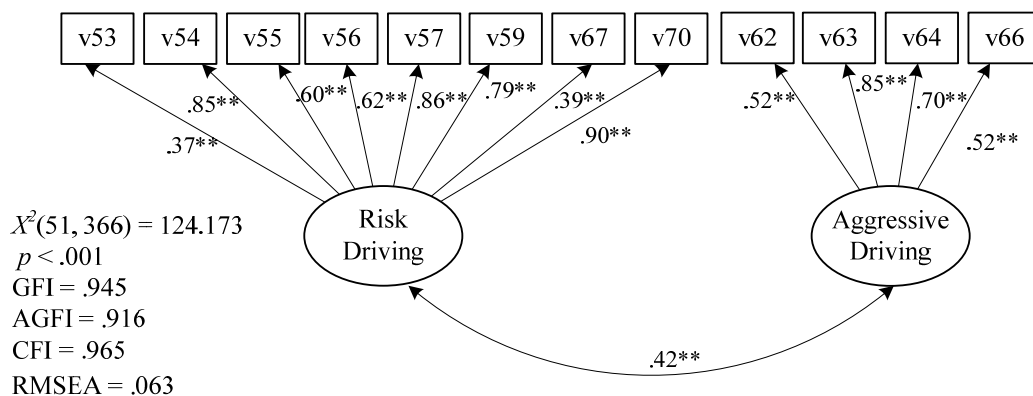 v53 v54 v55 v56 v57 v59 v67 v70 v62 v63 v64 v66
.37** .85** .60** .62** .86** .79** .39** .90** .52** .85** .70** .52**
Risk
Driving
Aggressive
Driving
X²(51, 366) = 124.173
p < .001
GFI = .945
AGFI = .916
CFI = .965
RMSEA = .063
.42**